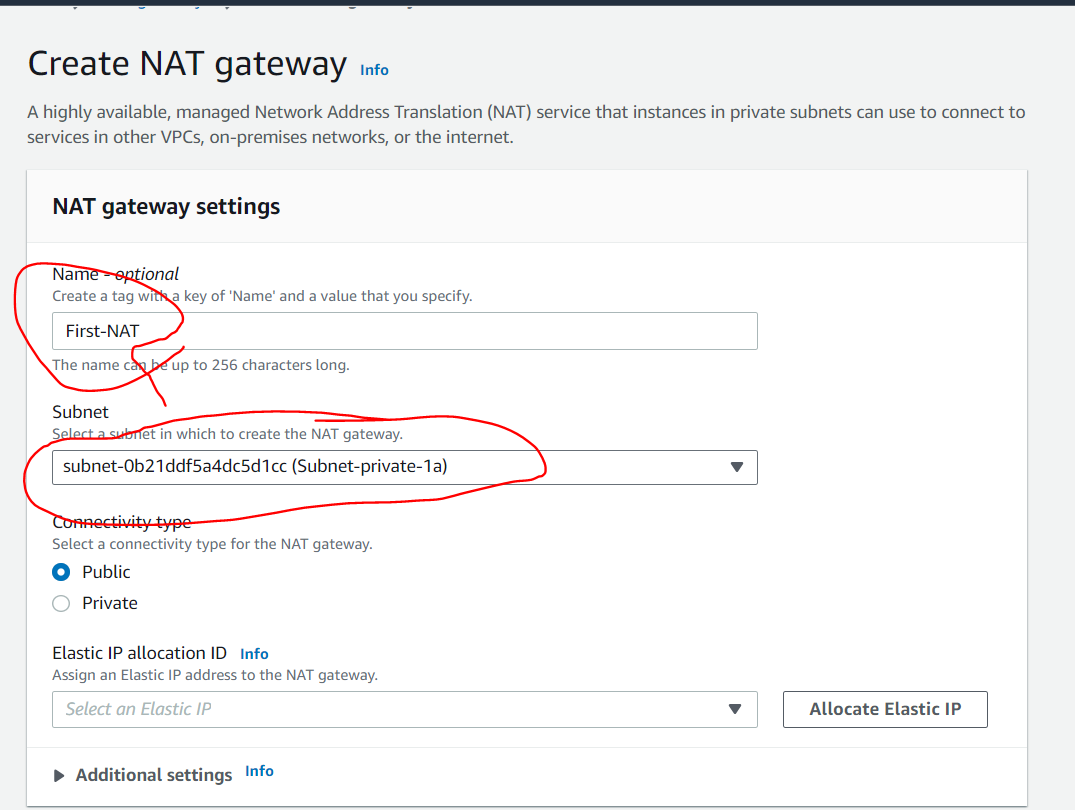 Create NAT gateway Info
A highly available, managed Network Address Translation (NAT) service that instances in private subnets can use to connect to
services in other VPCs, on-premises networks, or the internet.
NAT gateway settings
Name - optional
Create a tag with a key of 'Name' and a value that you specify.
First-NAT
The name can be up to 256 characters long.
Subnet
Select a subnet in which to create the NAT gateway.
subnet-0b21ddf5a4dc5d1cc (Subnet-private-1a)
Connectivity type
Select a connectivity type for the NAT gateway.
Public
Private
Elastic IP allocation ID Info
Assign an Elastic IP address to the NAT gateway.
Select an Elastic IP
Allocate Elastic IP
Additional settings Info